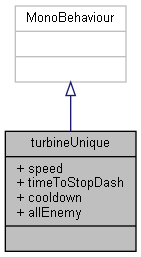 MonoBehaviour
turbineUnique
+ speed
+ timeToStopDash
+ cooldown
+ allEnemy